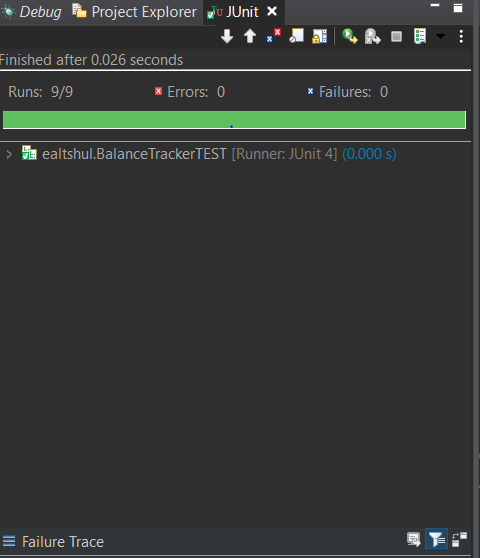 Debug Project Explorer JUnit
Finished after 0.026 seconds
Runs: 9/9 Errors: 0 Failures: 0
ealtshul.BalanceTrackerTEST [Runner: JUnit 4] (0.000 s)
Failure Trace